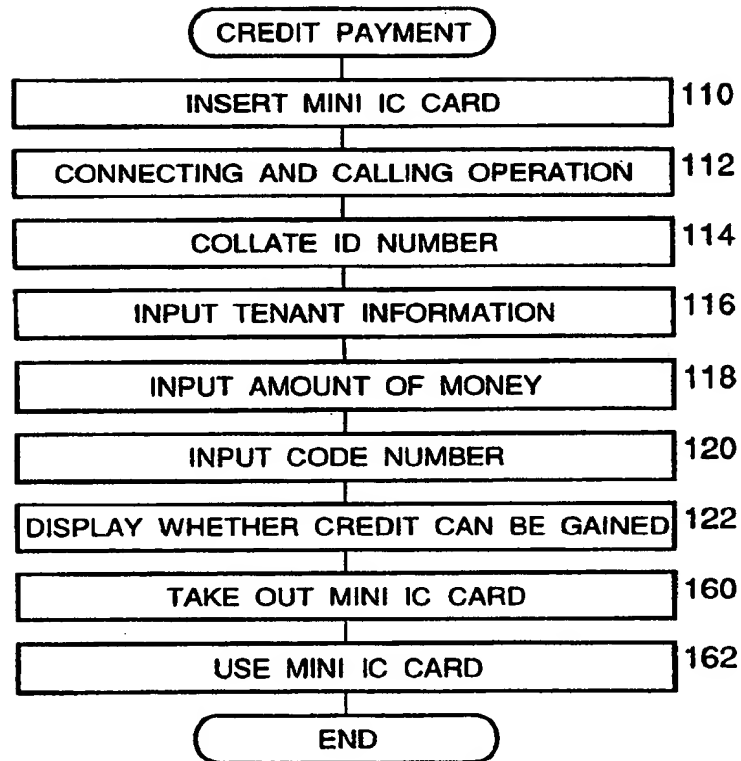 CREDIT PAYMENT
INSERT MINI IC CARD 110
CONNECTING AND CALLING OPERATION 112
COLLATE ID NUMBER 114
INPUT TENANT INFORMATION 116
INPUT AMOUNT OF MONEY 118
INPUT CODE NUMBER 120
DISPLAY WHETHER CREDIT CAN BE GAINED 122
TAKE OUT MINI IC CARD 160
USE MINI IC CARD 162
END